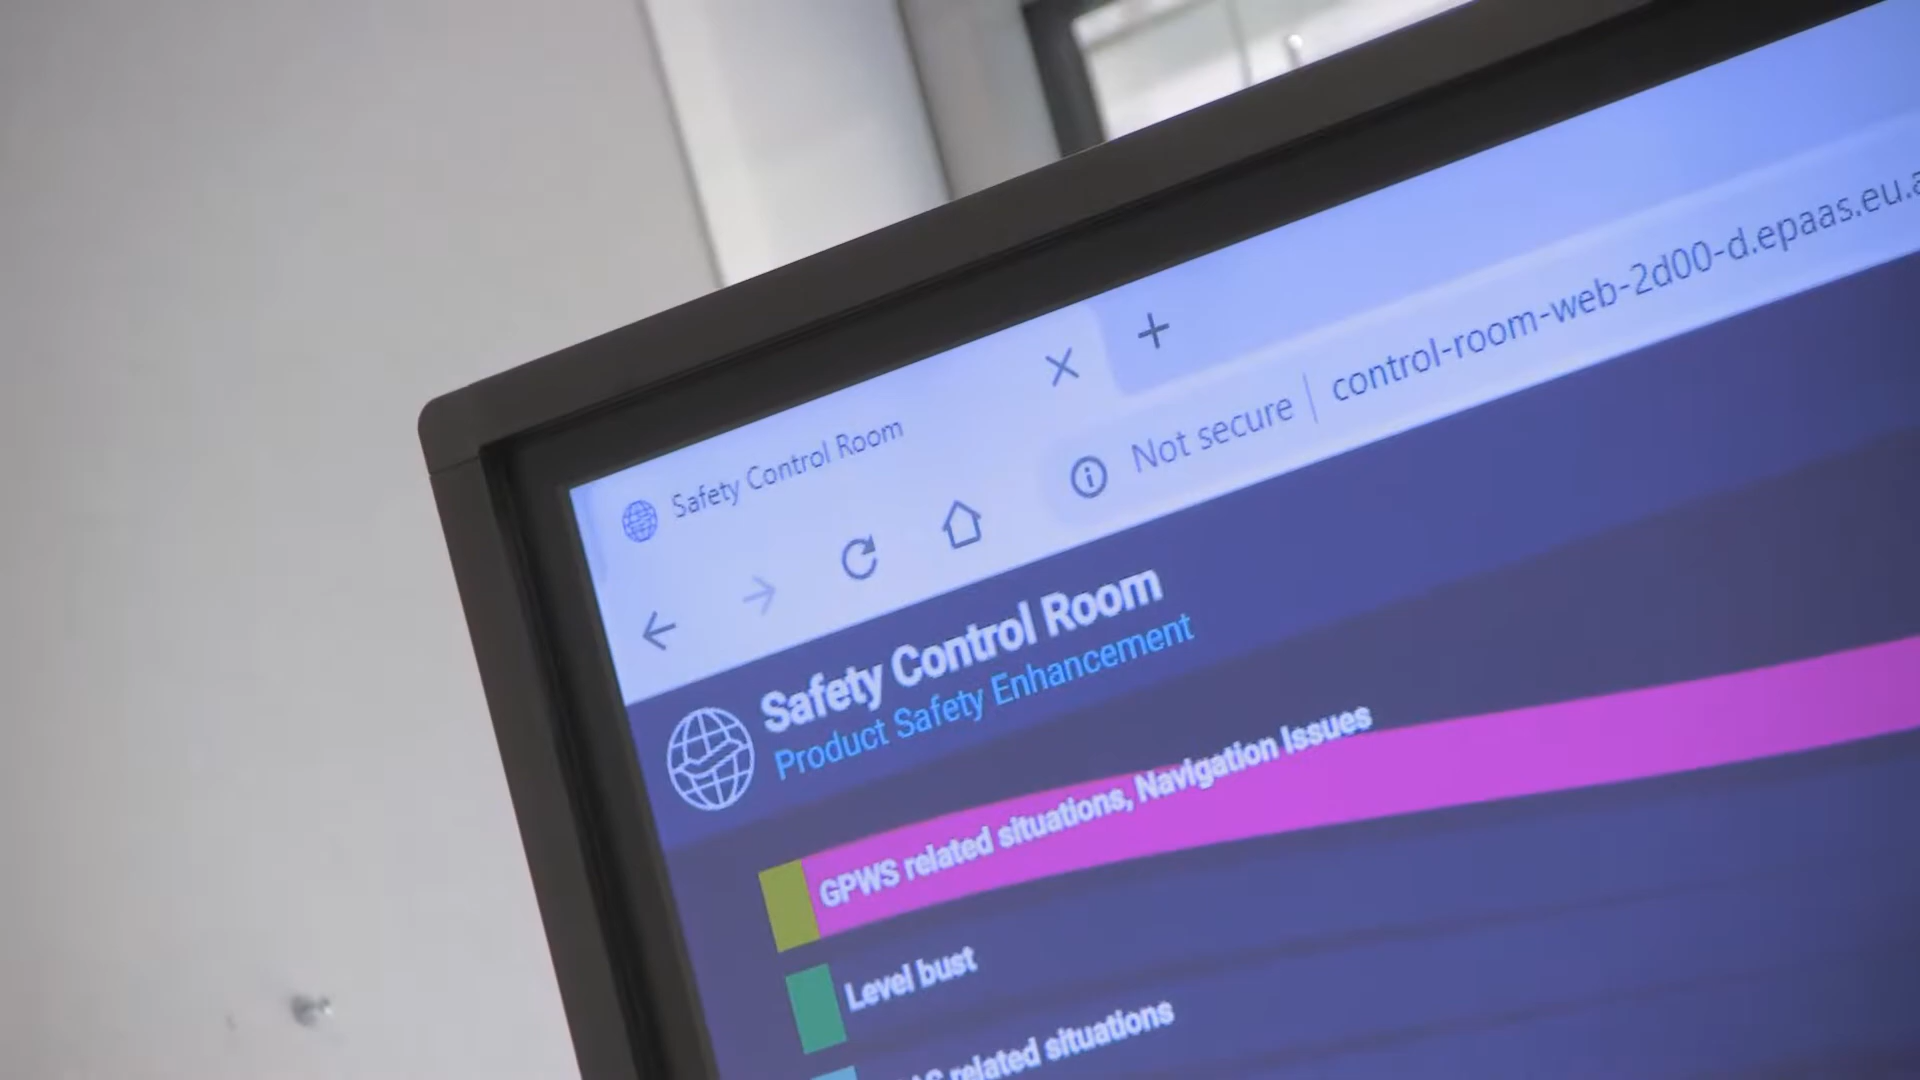 Safety Control Room
Not secure
control-room-web-2d00-d.epaas.eu.a
Safety Control Room
Product Safety Enhancement
GPWS related situations, Navigation Issues
Level bust
related situations